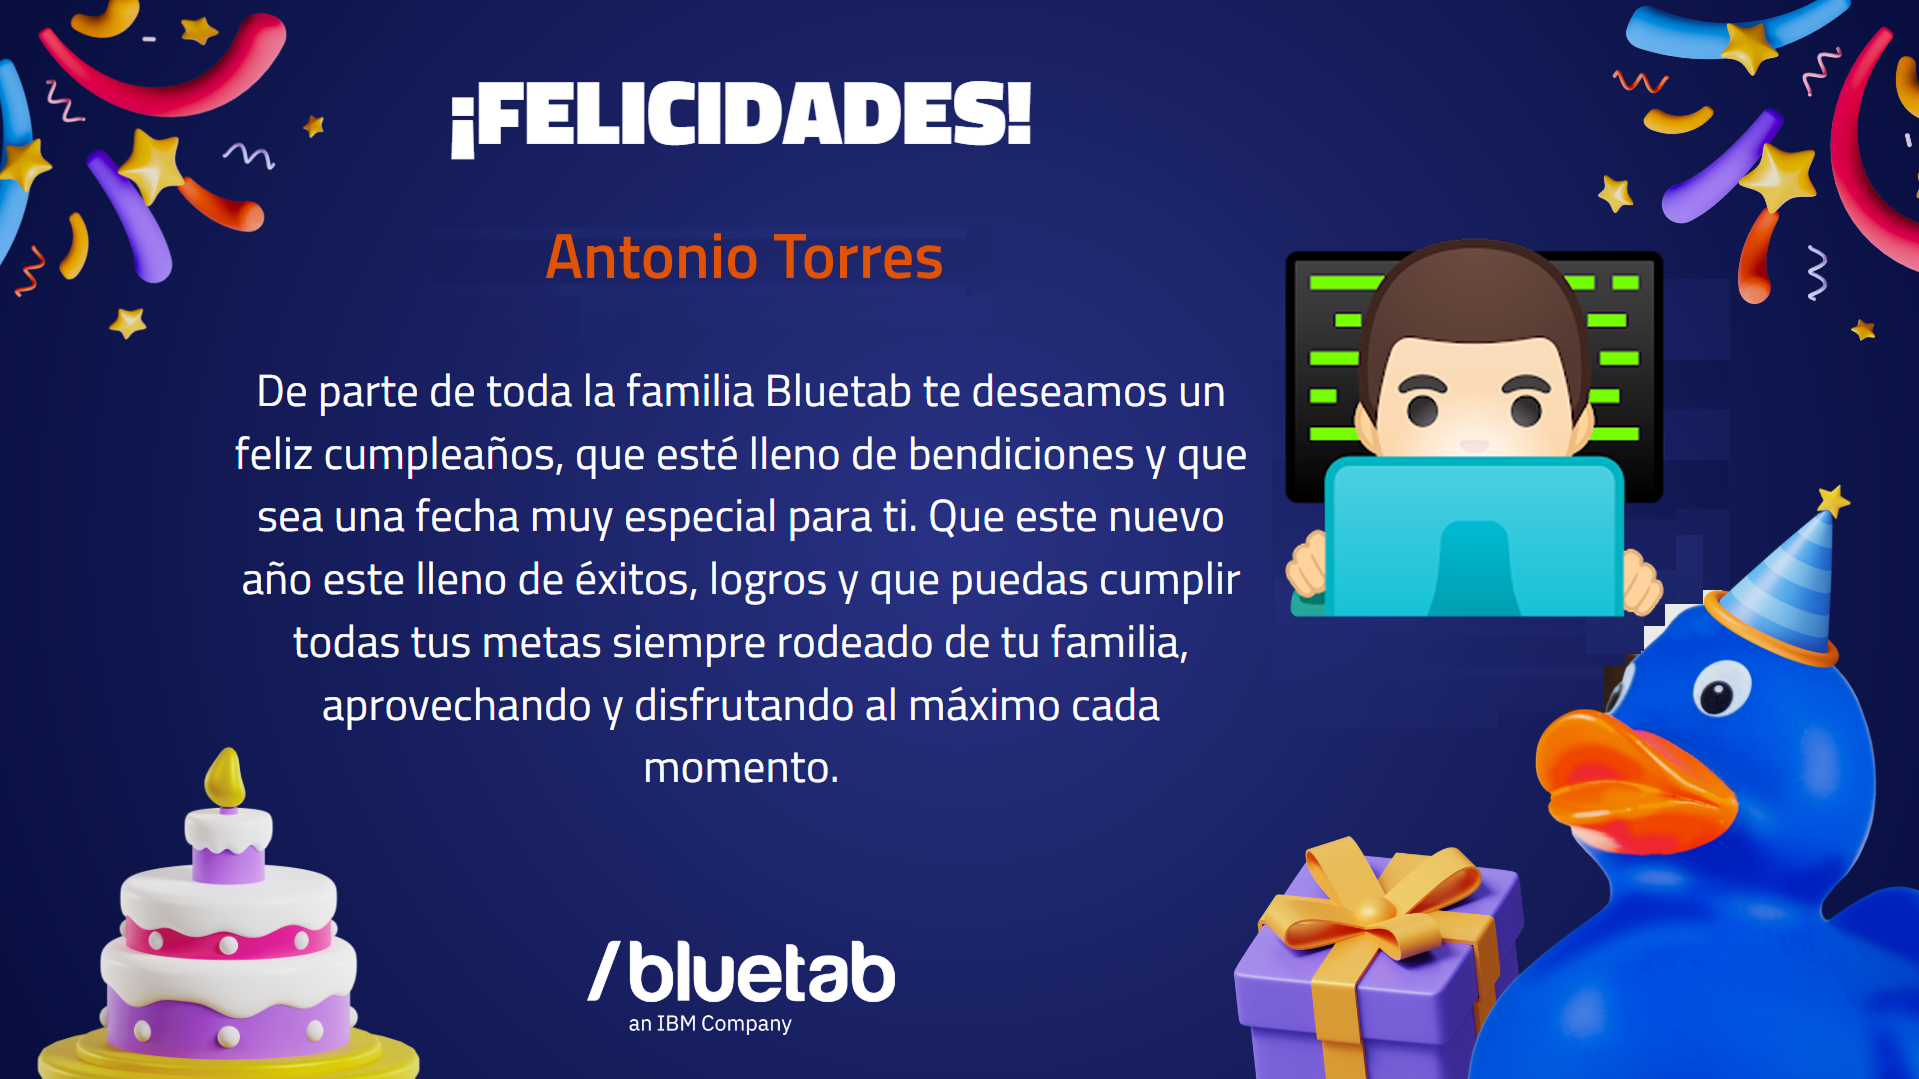 ¡FELICIDADES!
Antonio Torres
De parte de toda la familia Bluetab te deseamos un
feliz cumpleaños, que esté lleno de bendiciones y que
sea una fecha muy especial para ti. Que este nuevo
año este lleno de éxitos, logros y que puedas cumplir
todas tus metas siempre rodeado de tu familia,
aprovechando y disfrutando al máximo cada
momento.
/bluetab
an IBM Company